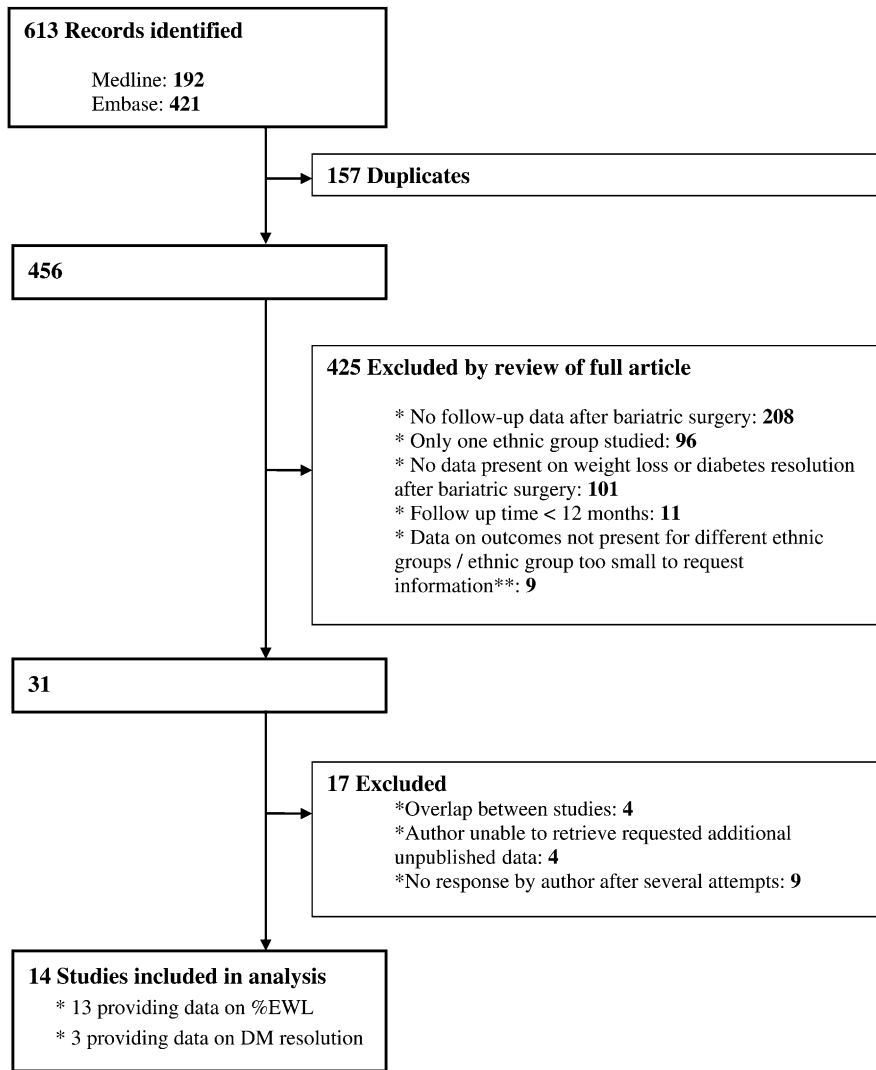 613 Records identified
Medline: 192
Embase: 421
157 Duplicates
456
425 Excluded by review of full article
* No follow-up data after bariatric surgery: 208
* Only one ethnic group studied: 96
* No data present on weight loss or diabetes resolution
after bariatric surgery: 101
* Follow up time < 12 months: 11
* Data on outcomes not present for different ethnic
groups / ethnic group too small to request
information**: 9
31
17 Excluded
*Overlap between studies: 4
*Author unable to retrieve requested additional
unpublished data: 4
*No response by author after several attempts: 9
14 Studies included in analysis
* 13 providing data on %EWL
* 3 providing data on DM resolution